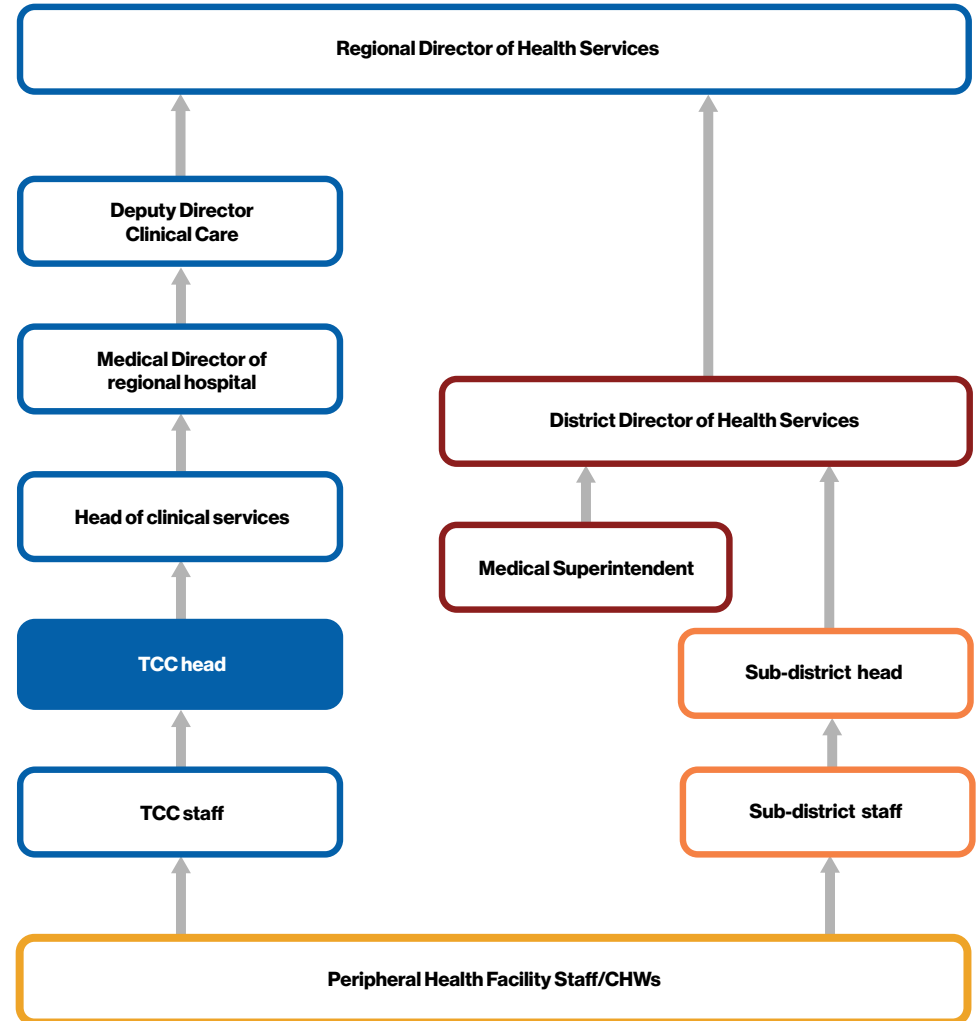 Regional Director of Health Services
Deputy Director
Clinical Care
Medical Director of
regional hospital
District Director of Health Services
Head of clinical services
Medical Superintendent
TCC head
Sub-district head
TCC staff
Sub-district staff
Peripheral Health Facility Staff/CHWs